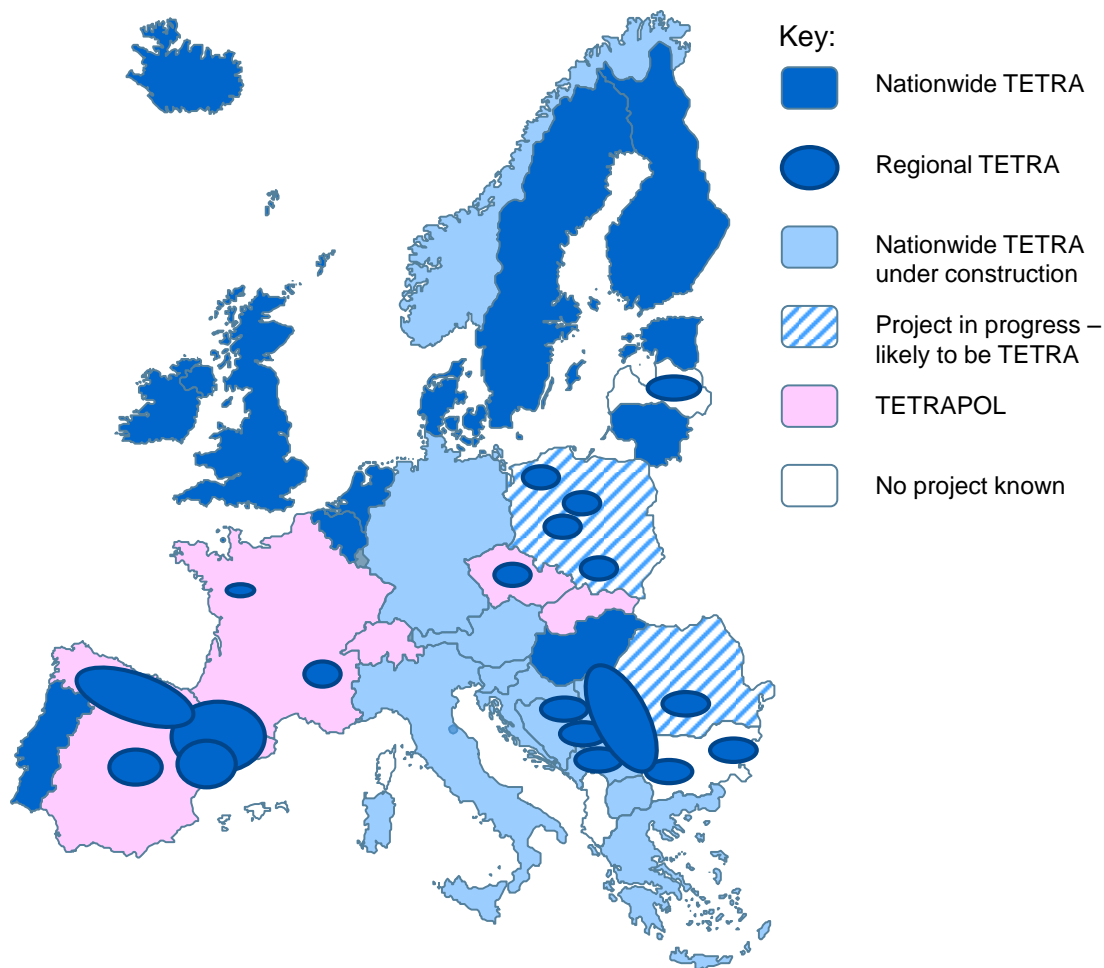 Key:
Nationwide TETRA
Regional TETRA
Nationwide TETRA
under construction
Project in progress –
likely to be TETRA
TETRAPOL
No project known